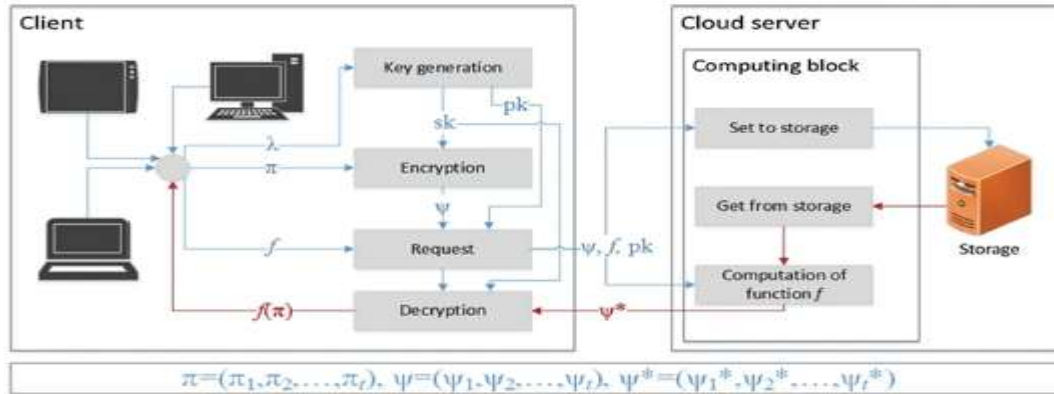 Client
Cloud server
Key generation
Computing block
pk
sk
λ
Set to storage
π
Encryption
ψ
Get from storage
f
Request
ψ, f, pk
Storage
Computation of
function f
f(π)
Decryption
ψ*
π=(π₁,π₂,…,πₜ), ψ=(ψ₁,ψ₂,…,ψₜ), ψ*=(ψ₁*,ψ₂*,…,ψₜ*)